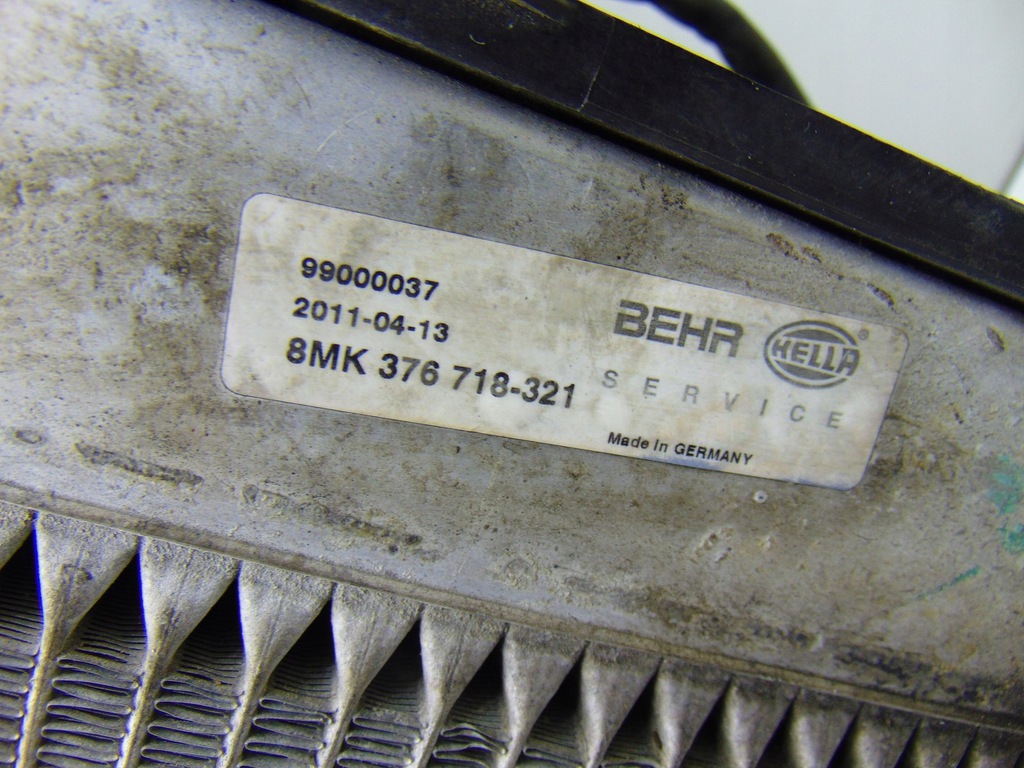 99000037
2011-04-13
8MK 376 718-321
BEHR HELLA®
SERVICE
Made In GERMANY